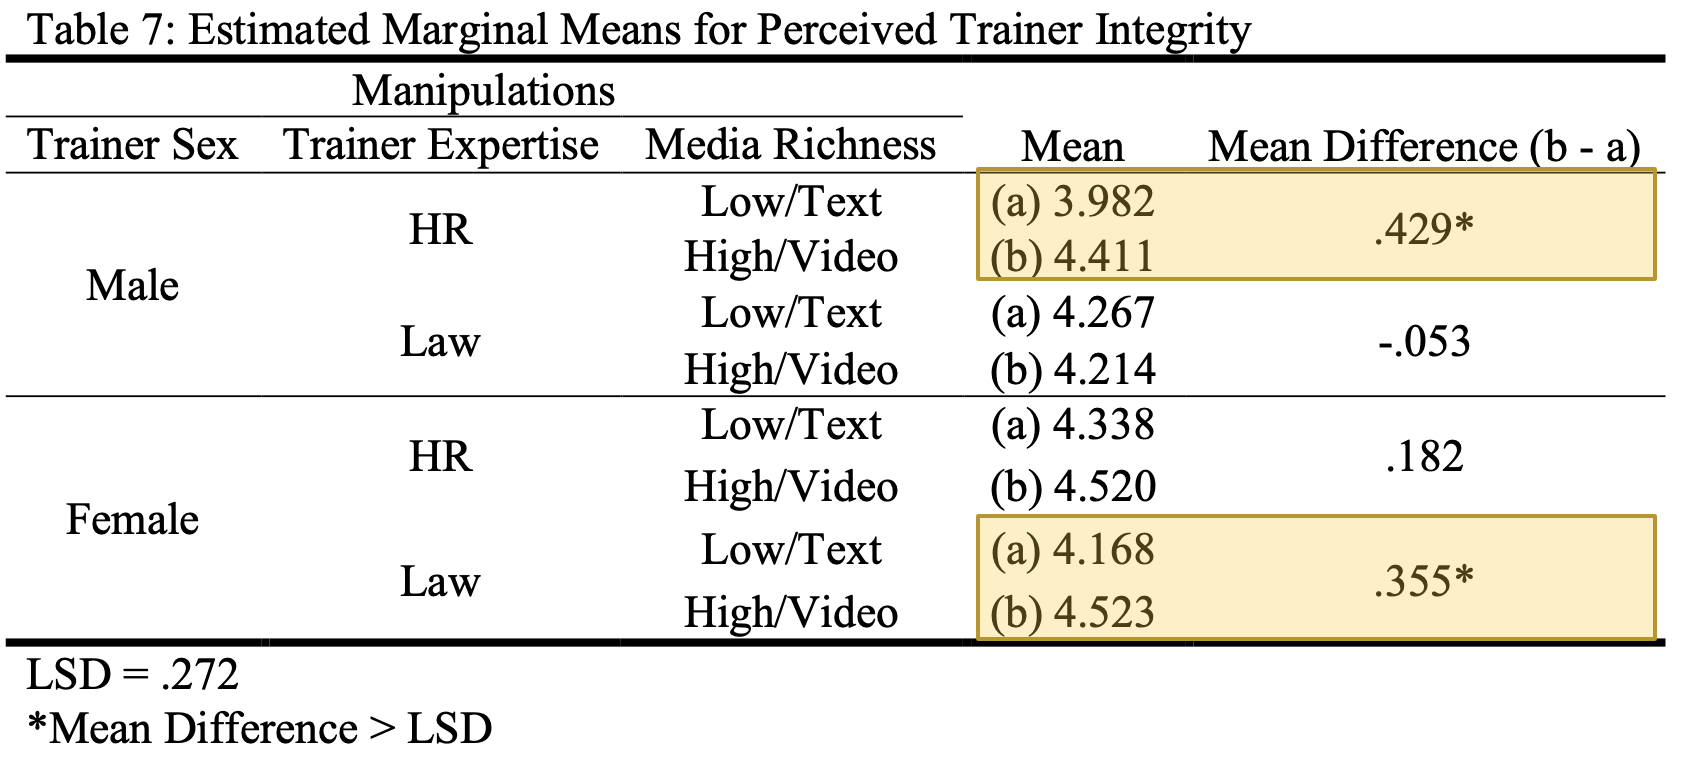 Table 7: Estimated Marginal Means for Perceived Trainer Integrity
Manipulations
Trainer Sex Trainer Expertise Media Richness Mean Mean Difference (b - a)
Male HR Low/Text (a) 3.982 .429*
High/Video (b) 4.411
Law Low/Text (a) 4.267 -.053
High/Video (b) 4.214
Female HR Low/Text (a) 4.338 .182
High/Video (b) 4.520
Law Low/Text (a) 4.168 .355*
High/Video (b) 4.523
LSD = .272
*Mean Difference > LSD